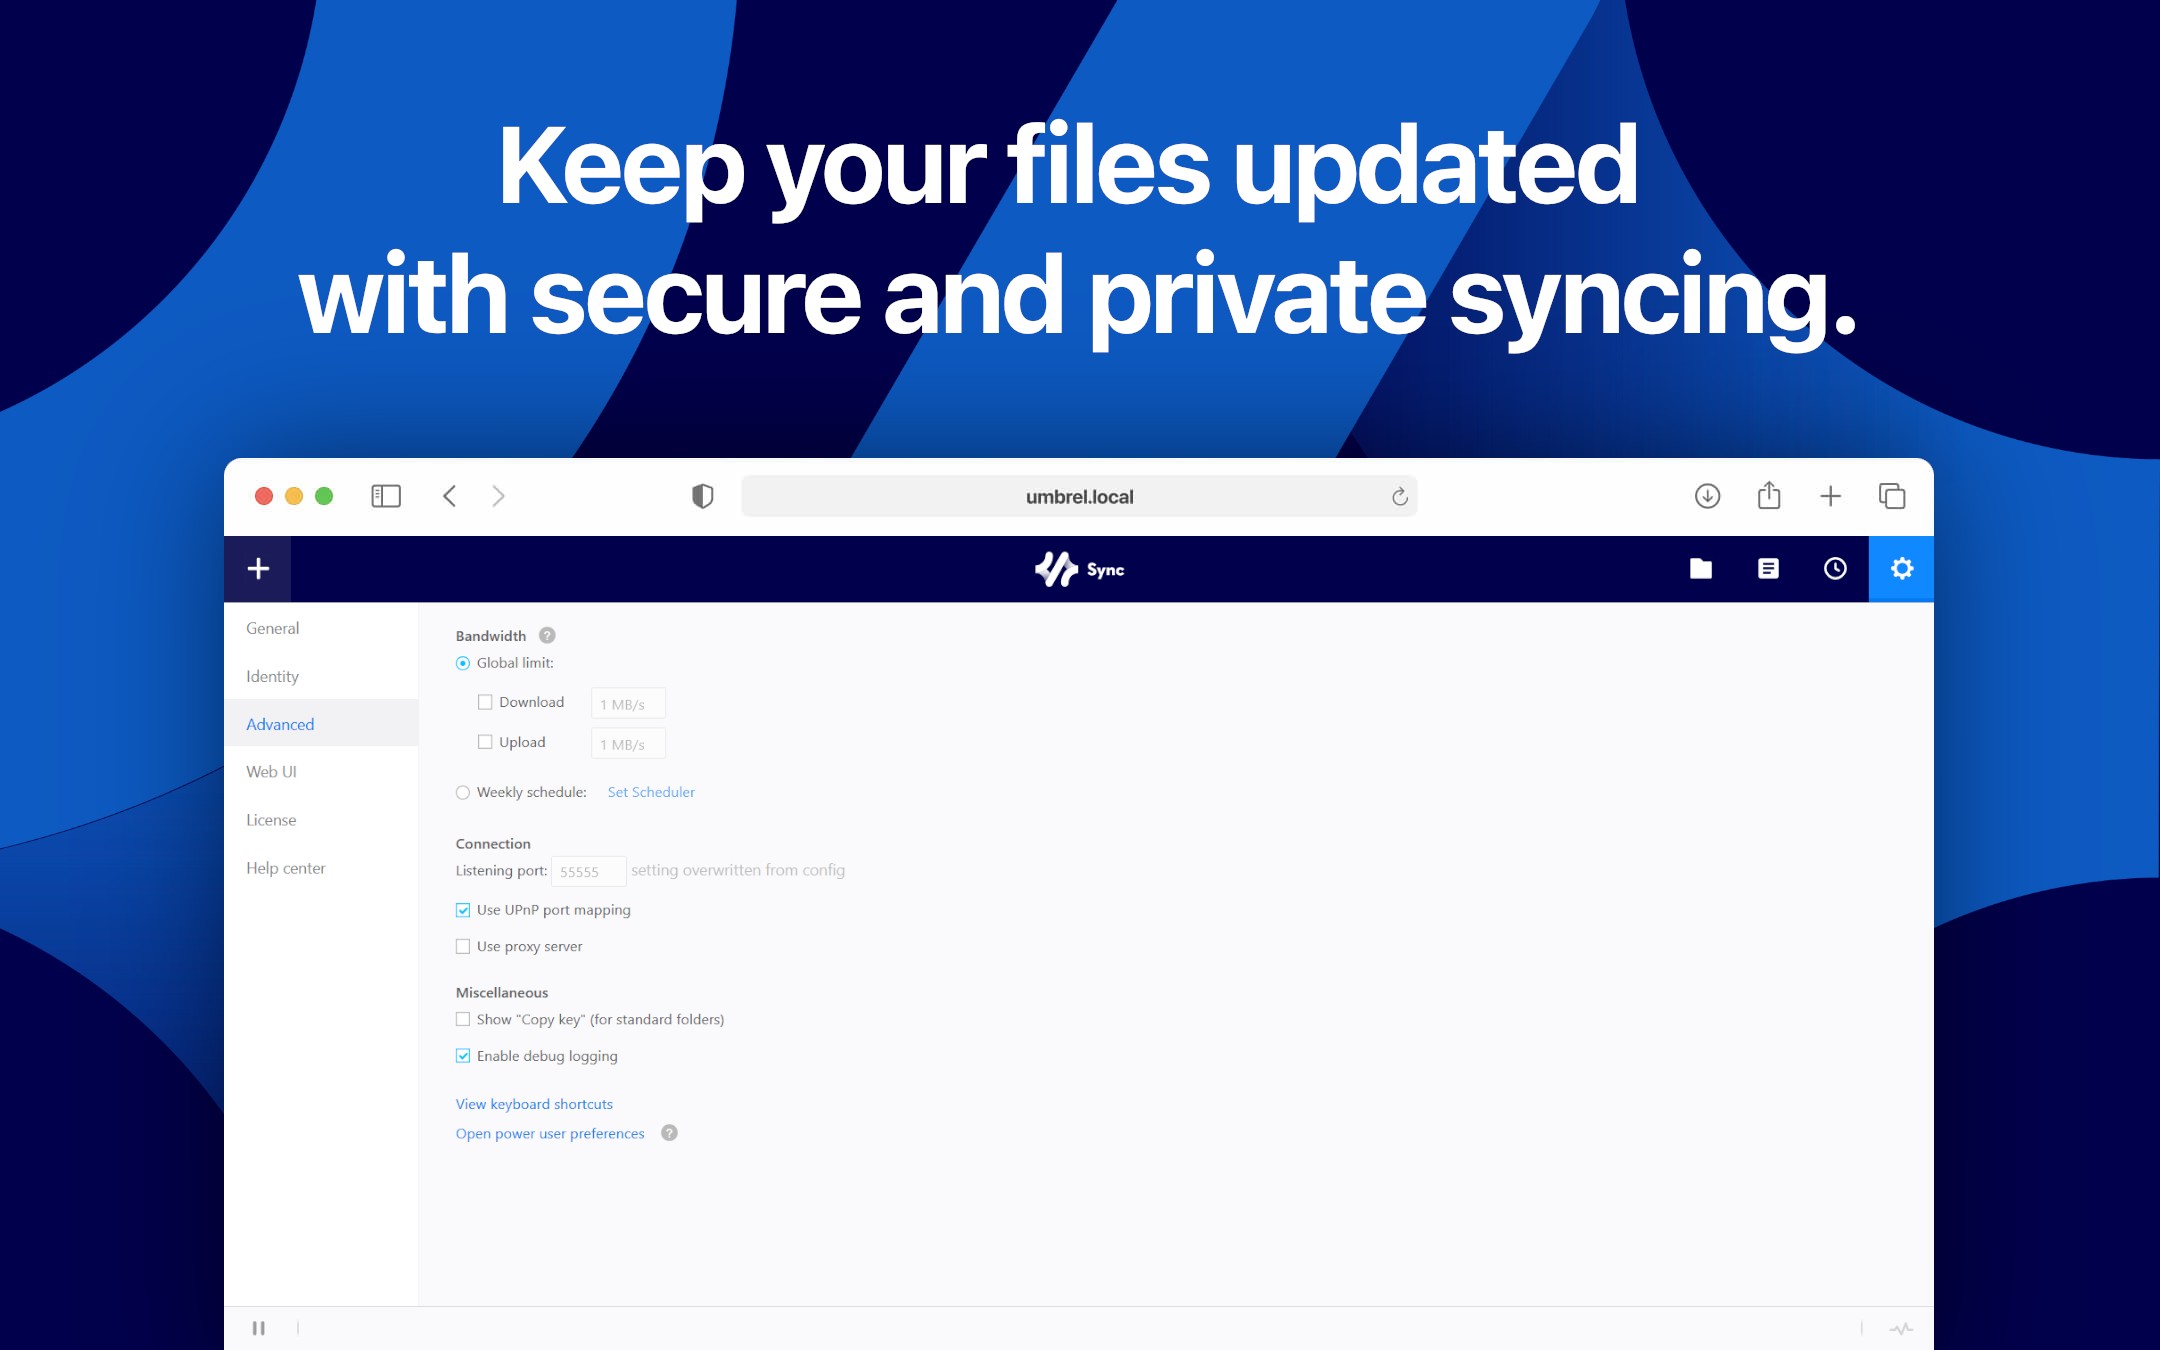 Keep your files updated
with secure and private syncing.
umbrel.local
Sync
General
Identity
Advanced
Web UI
License
Help center
Bandwidth ?
Global limit:
Download 1 MB/s
Upload 1 MB/s
Weekly schedule: Set Scheduler
Connection
Listening port: 55555 setting overwritten from config
Use UPnP port mapping
Use proxy server
Miscellaneous
Show "Copy key" (for standard folders)
Enable debug logging
View keyboard shortcuts
Open power user preferences ?